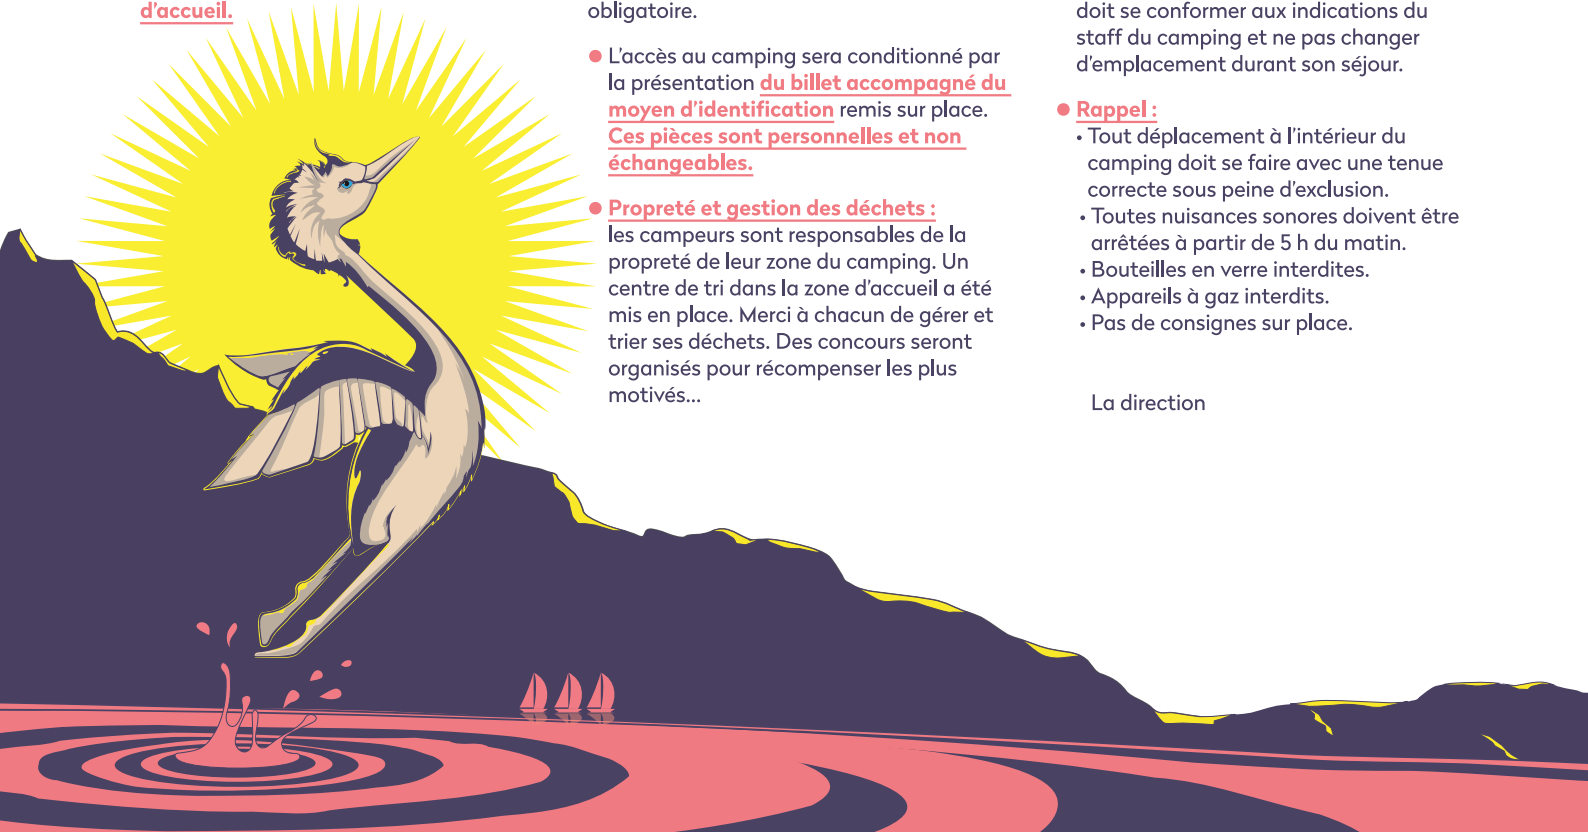 d'accueil.
obligatoire.
● L'accès au camping sera conditionné par
la présentation du billet accompagné du
moyen d'identification remis sur place.
Ces pièces sont personnelles et non
échangeables.
● Propreté et gestion des déchets :
les campeurs sont responsables de la
propreté de leur zone du camping. Un
centre de tri dans la zone d'accueil a été
mis en place. Merci à chacun de gérer et
trier ses déchets. Des concours seront
organisés pour récompenser les plus
motivés...
doit se conformer aux indications du
staff du camping et ne pas changer
d'emplacement durant son séjour.
● Rappel :
• Tout déplacement à l'intérieur du
camping doit se faire avec une tenue
correcte sous peine d'exclusion.
• Toutes nuisances sonores doivent être
arrêtées à partir de 5 h du matin.
• Bouteilles en verre interdites.
• Appareils à gaz interdits.
• Pas de consignes sur place.
La direction